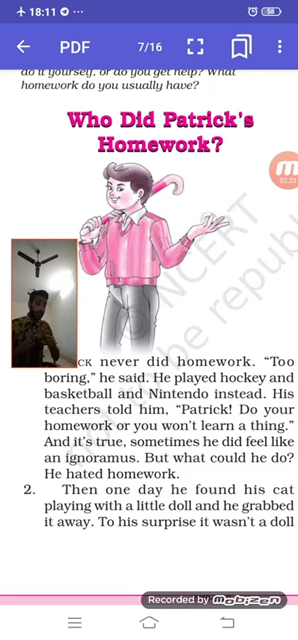 18:11
58
PDF
7/16
do it yourself, or do you get help? What
homework do you usually have?
Who Did Patrick's
Homework?
02:23
CK never did homework. "Too
boring," he said. He played hockey and
basketball and Nintendo instead. His
teachers told him, "Patrick! Do your
homework or you won't learn a thing."
And it's true, sometimes he did feel like
an ignoramus. But what could he do?
He hated homework.
2. Then one day he found his cat
playing with a little doll and he grabbed
it away. To his surprise it wasn't a doll
Recorded by Mobizen